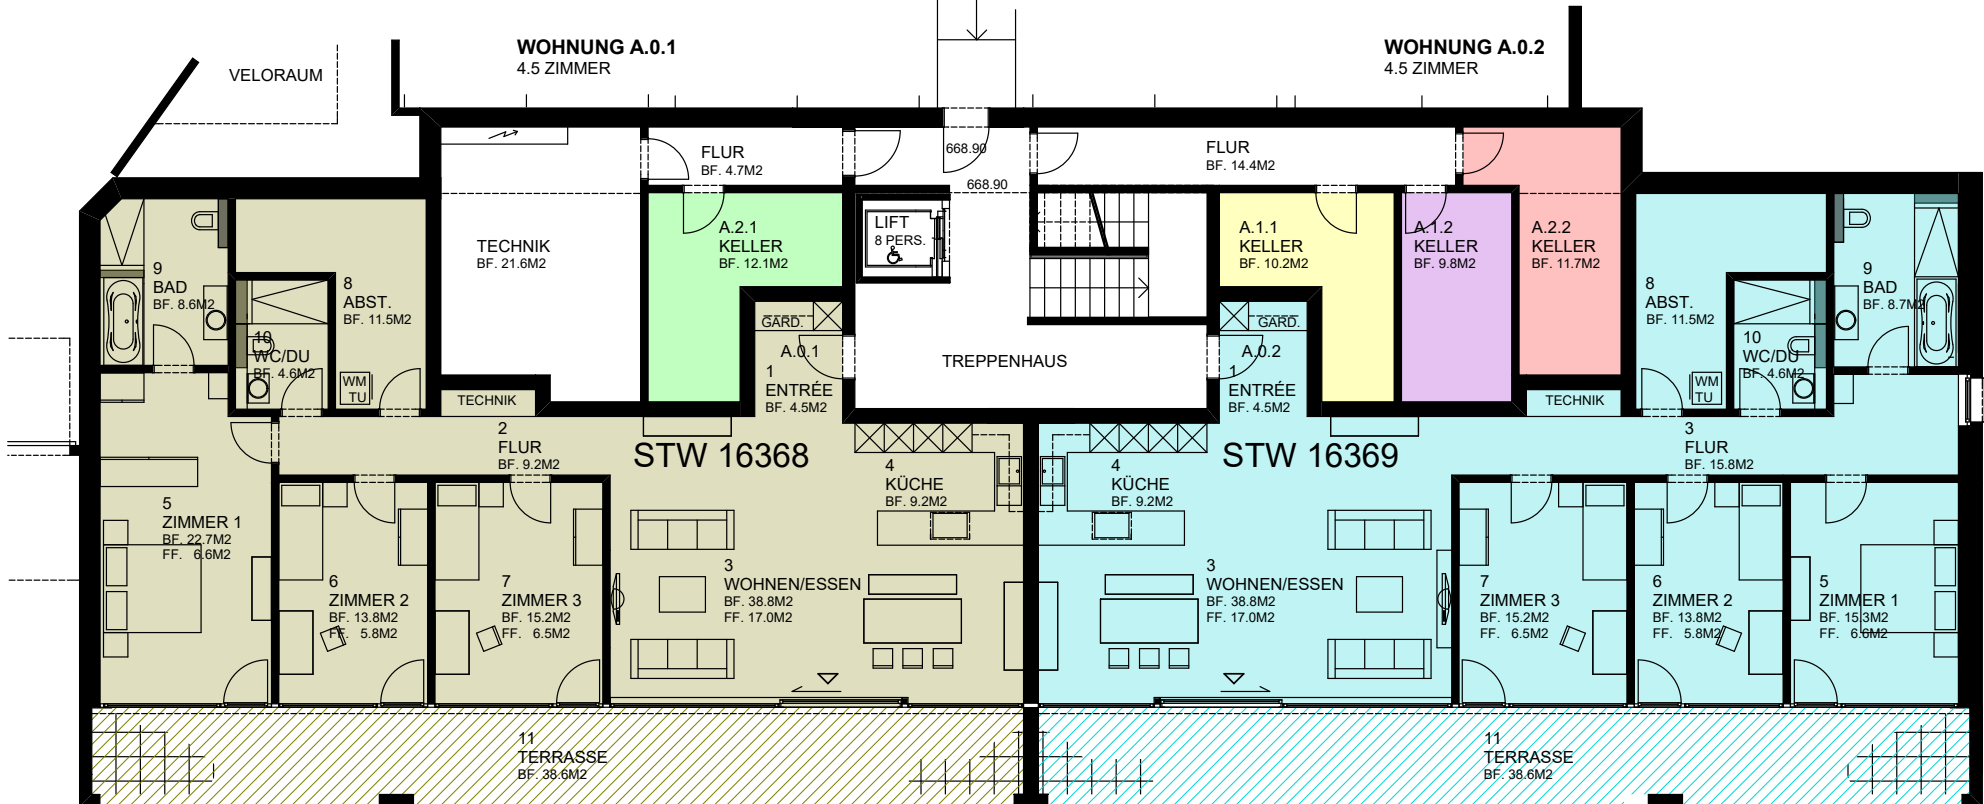 WOHNUNG A.0.1
4.5 ZIMMER
WOHNUNG A.0.2
4.5 ZIMMER
VELORAUM
FLUR
BF. 4.7M2
668.90
668.90
FLUR
BF. 14.4M2
TECHNIK
BF. 21.6M2
A.2.1
KELLER
BF. 12.1M2
LIFT
8 PERS.
A.1.1
KELLER
BF. 10.2M2
A.1.2
KELLER
BF. 9.8M2
A.2.2
KELLER
BF. 11.7M2
9
BAD
BF. 8.6M2
8
ABST.
BF. 11.5M2
10
WC/DU
BF. 4.6M2
WM
TU
GARD.
A.0.1
1
ENTRÉE
BF. 4.5M2
TREPPENHAUS
GARD.
A.0.2
1
ENTRÉE
BF. 4.5M2
8
ABST.
BF. 11.5M2
9
BAD
BF. 8.7M2
10
WC/DU
BF. 4.6M2
WM
TU
TECHNIK
TECHNIK
2
FLUR
BF. 9.2M2
STW 16368
4
KÜCHE
BF. 9.2M2
4
KÜCHE
BF. 9.2M2
STW 16369
3
FLUR
BF. 15.8M2
5
ZIMMER 1
BF. 22.7M2
FF. 6.6M2
6
ZIMMER 2
BF. 13.8M2
FF. 5.8M2
7
ZIMMER 3
BF. 15.2M2
FF. 6.5M2
3
WOHNEN/ESSEN
BF. 38.8M2
FF. 17.0M2
3
WOHNEN/ESSEN
BF. 38.8M2
FF. 17.0M2
7
ZIMMER 3
BF. 15.2M2
FF. 6.5M2
6
ZIMMER 2
BF. 13.8M2
FF. 5.8M2
5
ZIMMER 1
BF. 15.3M2
FF. 6.6M2
11
TERRASSE
BF. 38.6M2
11
TERRASSE
BF. 38.6M2